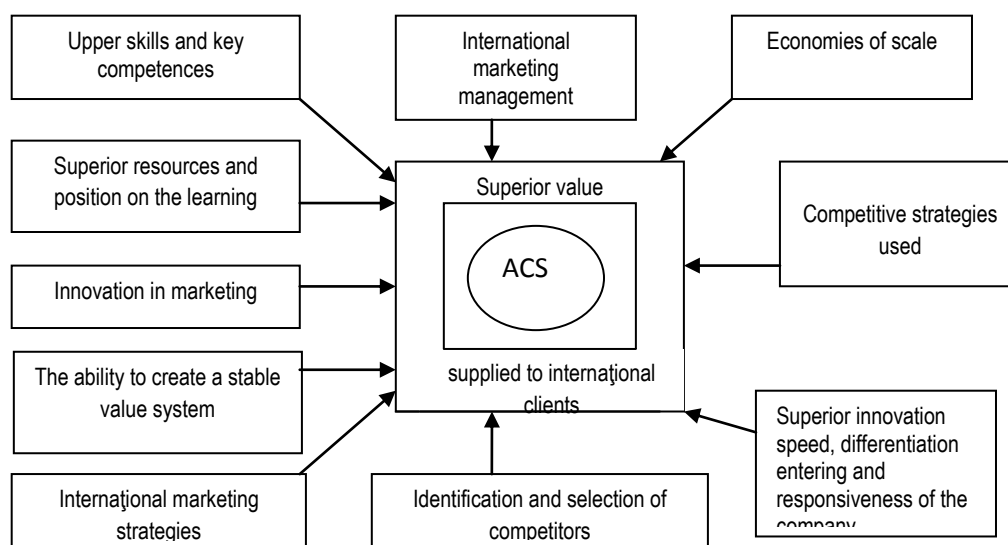 Upper skills and key
competences
International
marketing
management
Economies of scale
Superior resources and
position on the learning
Superior value
Competitive strategies
used
ACS
Innovation in marketing
The ability to create a stable
value system
supplied to internaţional
clients
Superior innovation
speed, differentiation
entering and
responsiveness of the
company
Internaţional marketing
strategies
Identification and selection of
competitors